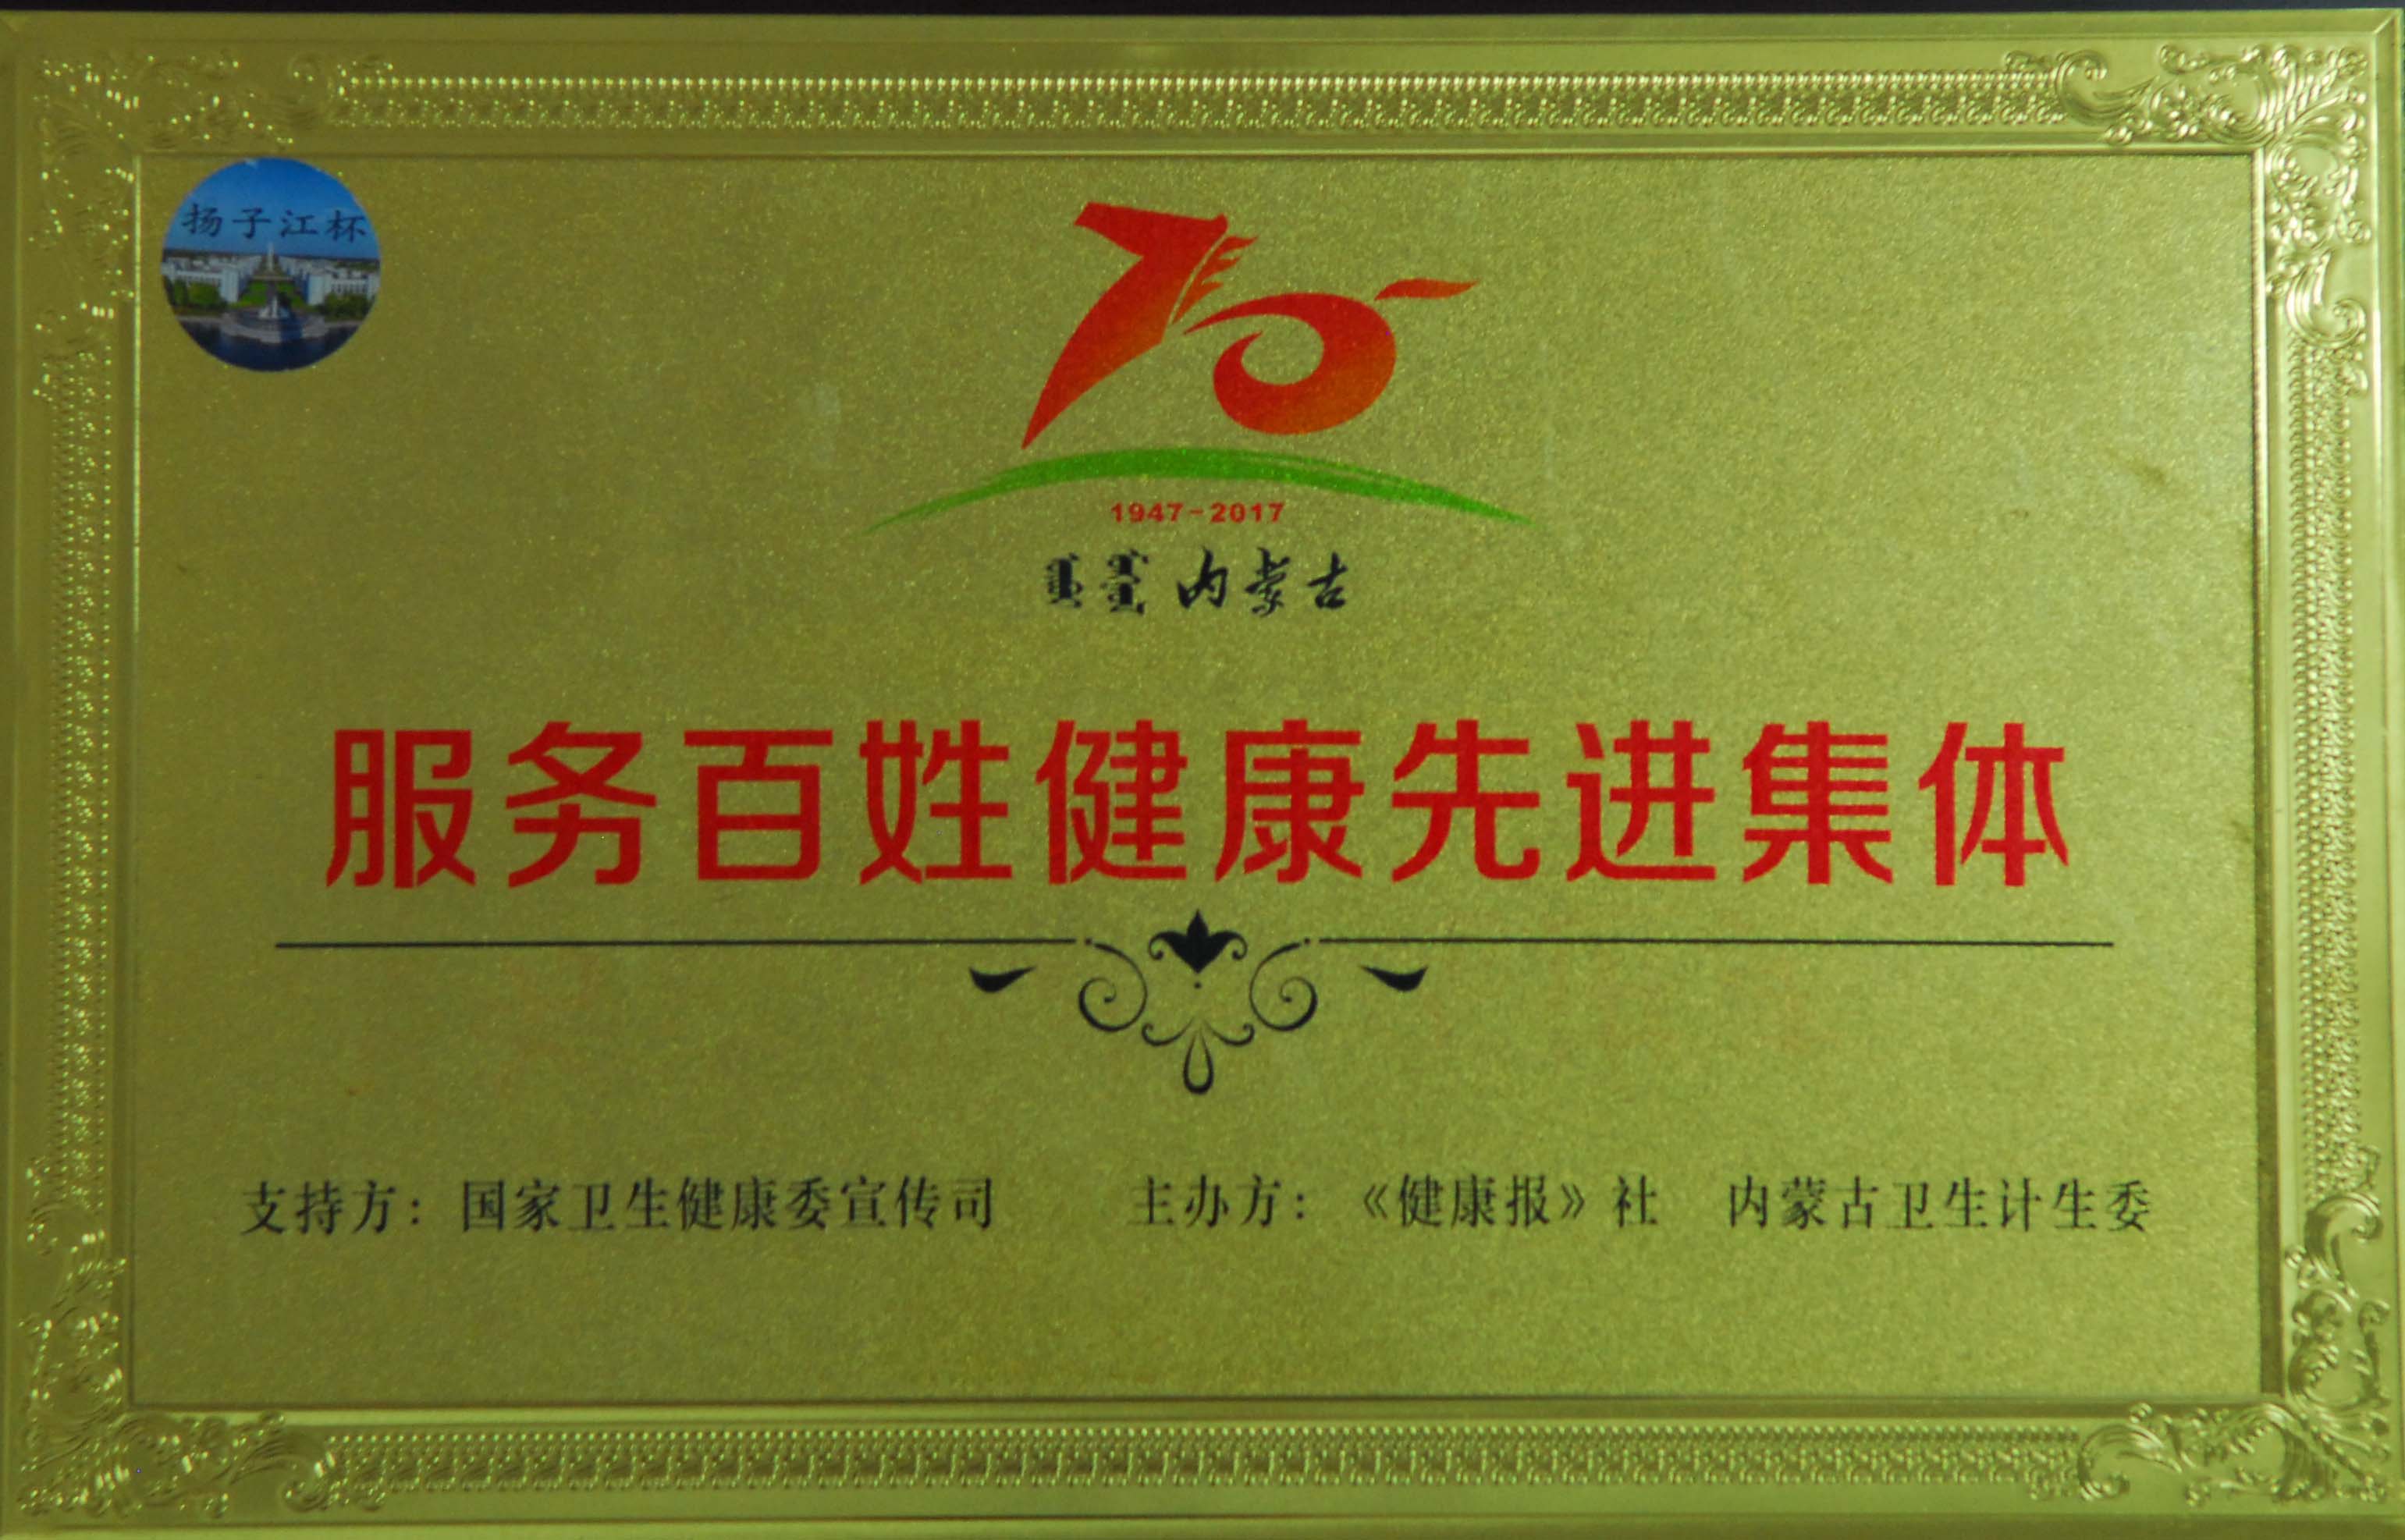 扬子江杯
70
1947-2017
内蒙古
服务百姓健康先进集体
支持方：国家卫生健康委宣传司 主办方：《健康报》社 内蒙古卫生计生委